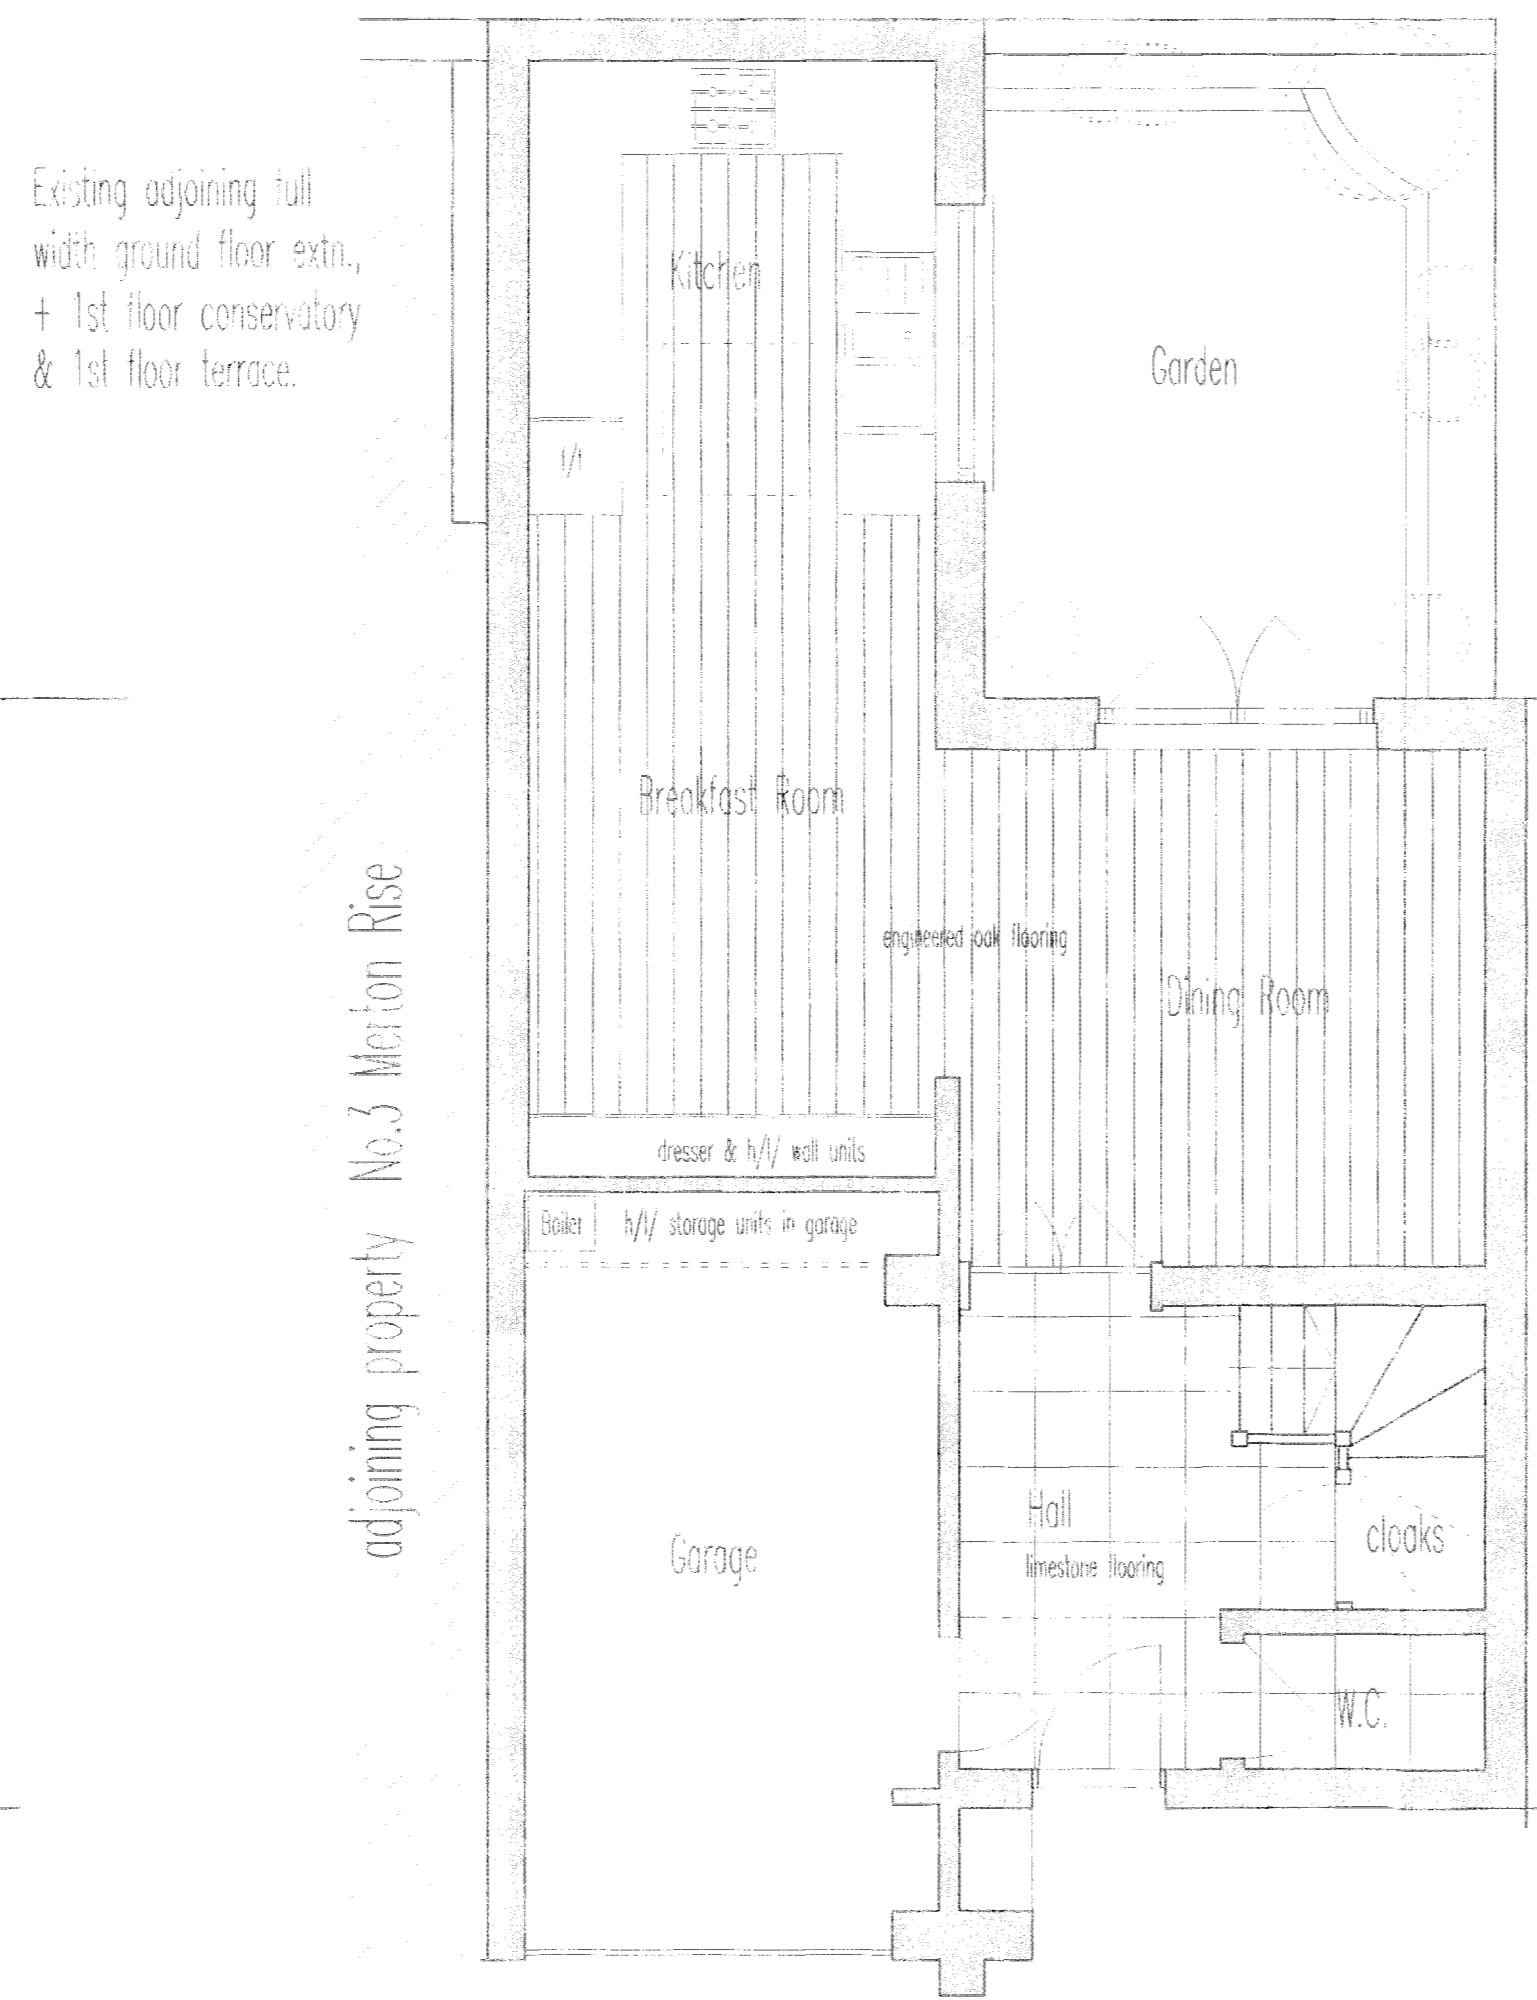 Existing adjoining full
width ground floor extn.,
+ 1st floor conservatory
& 1st floor terrace.
Kitchen
Garden
f/f
Breakfast Room
engineered oak flooring
Dining Room
adjoining property No.3 Merton Rise
dresser & h/l/ wall units
Boiler h/l/ storage units in garage
Hall
cloaks
limestone flooring
Garage
W.C.